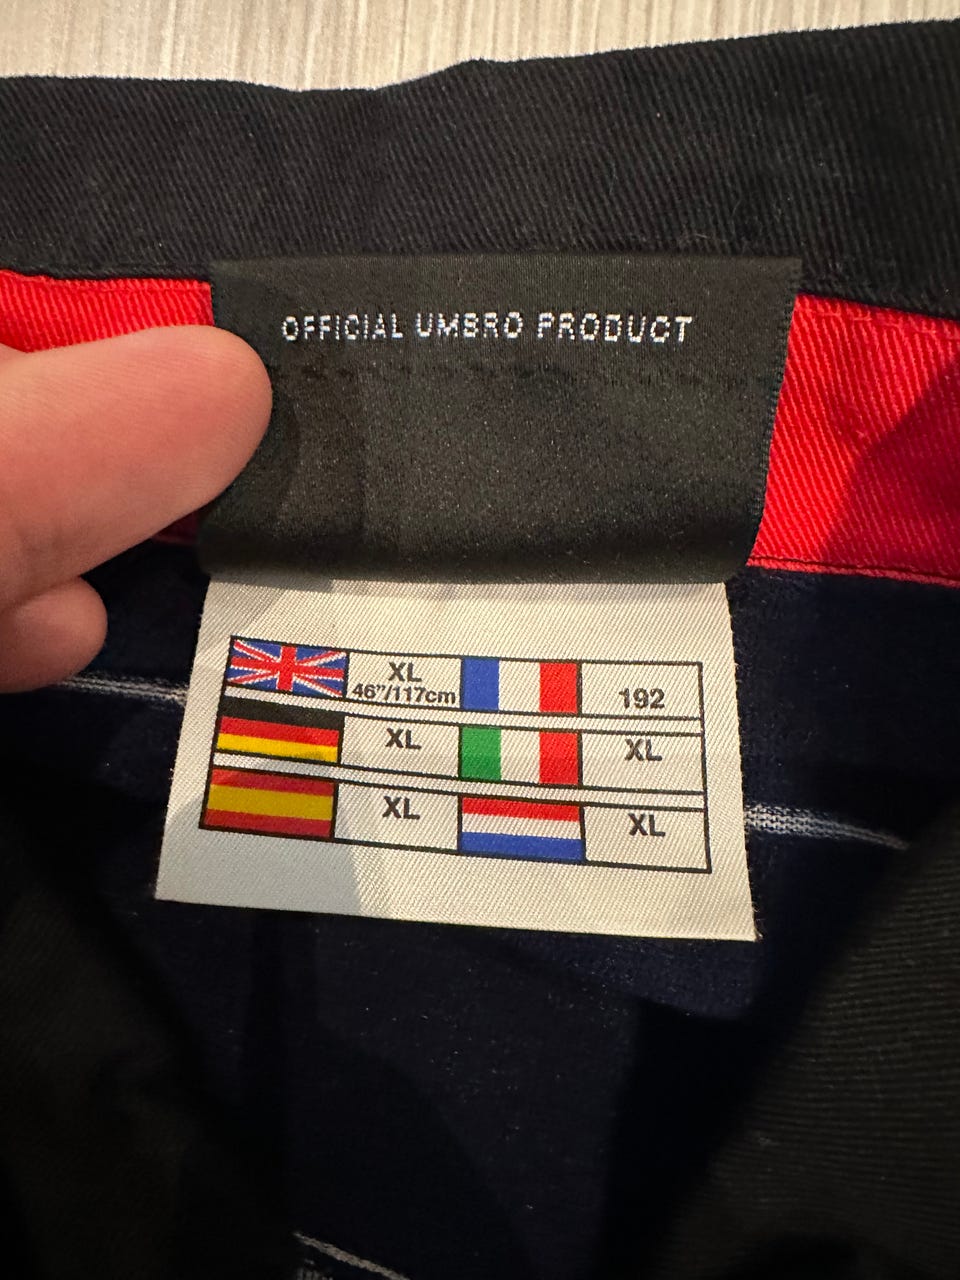 OFFICIAL UMBRO PRODUCT
XL
46"/117cm
192
XL
XL
XL
XL